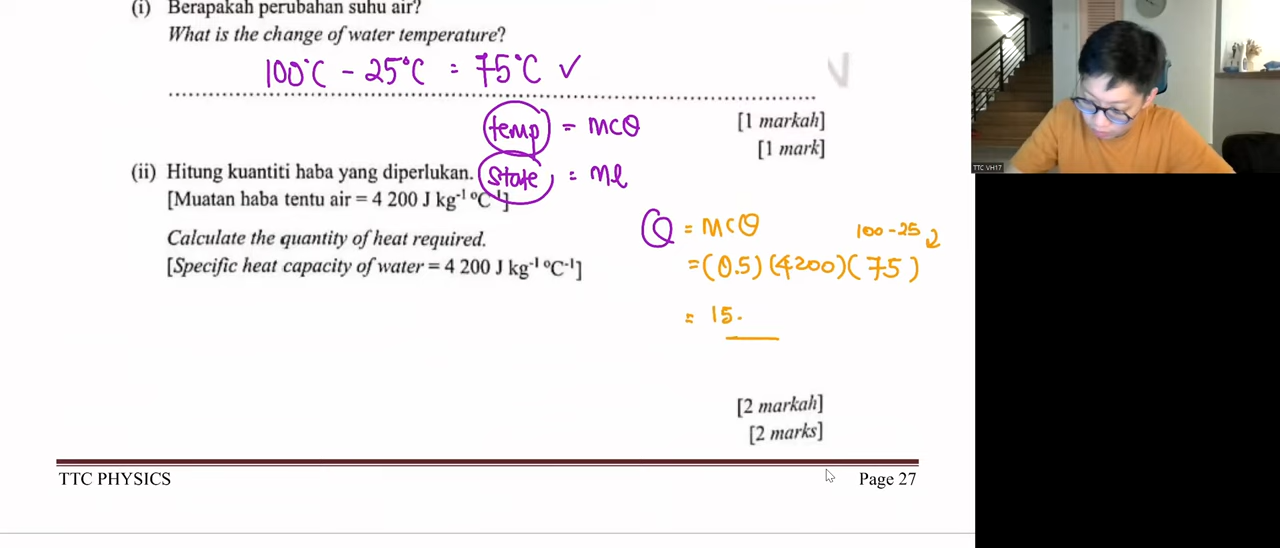 (i) Berapakah perubahan suhu air?
What is the change of water temperature?
100°C - 25°C = 75°C ✓
[1 markah]
temp = mcθ
[1 mark]
(ii) Hitung kuantiti haba yang diperlukan.
state = ml
[Muatan haba tentu air = 4 200 J kg⁻¹ °C⁻¹]
Calculate the quantity of heat required.
[Specific heat capacity of water = 4 200 J kg⁻¹ °C⁻¹]
Q = mcθ
100-25
= (0.5) (4200) (75)
= 15.
[2 markah]
[2 marks]
TTC PHYSICS
Page 27
TTC VH17